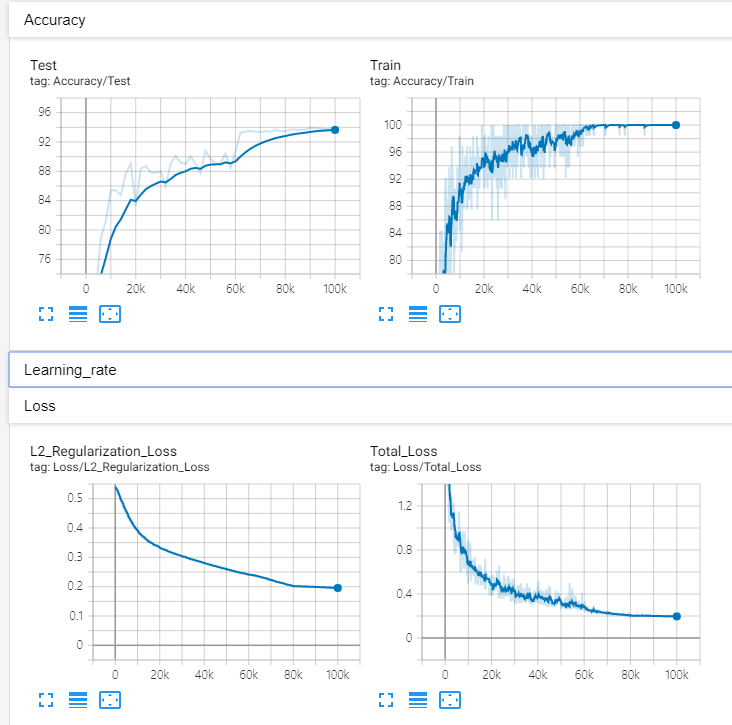 Accuracy
Test
tag: Accuracy/Test
96
92
88
84
80
76
0 20k 40k 60k 80k 100k
Train
tag: Accuracy/Train
100
96
92
88
84
80
0 20k 40k 60k 80k 100k
Learning_rate
Loss
L2_Regularization_Loss
tag: Loss/L2_Regularization_Loss
0.5
0.4
0.3
0.2
0.1
0
0 20k 40k 60k 80k 100k
Total_Loss
tag: Loss/Total_Loss
1.2
0.8
0.4
0
0 20k 40k 60k 80k 100k